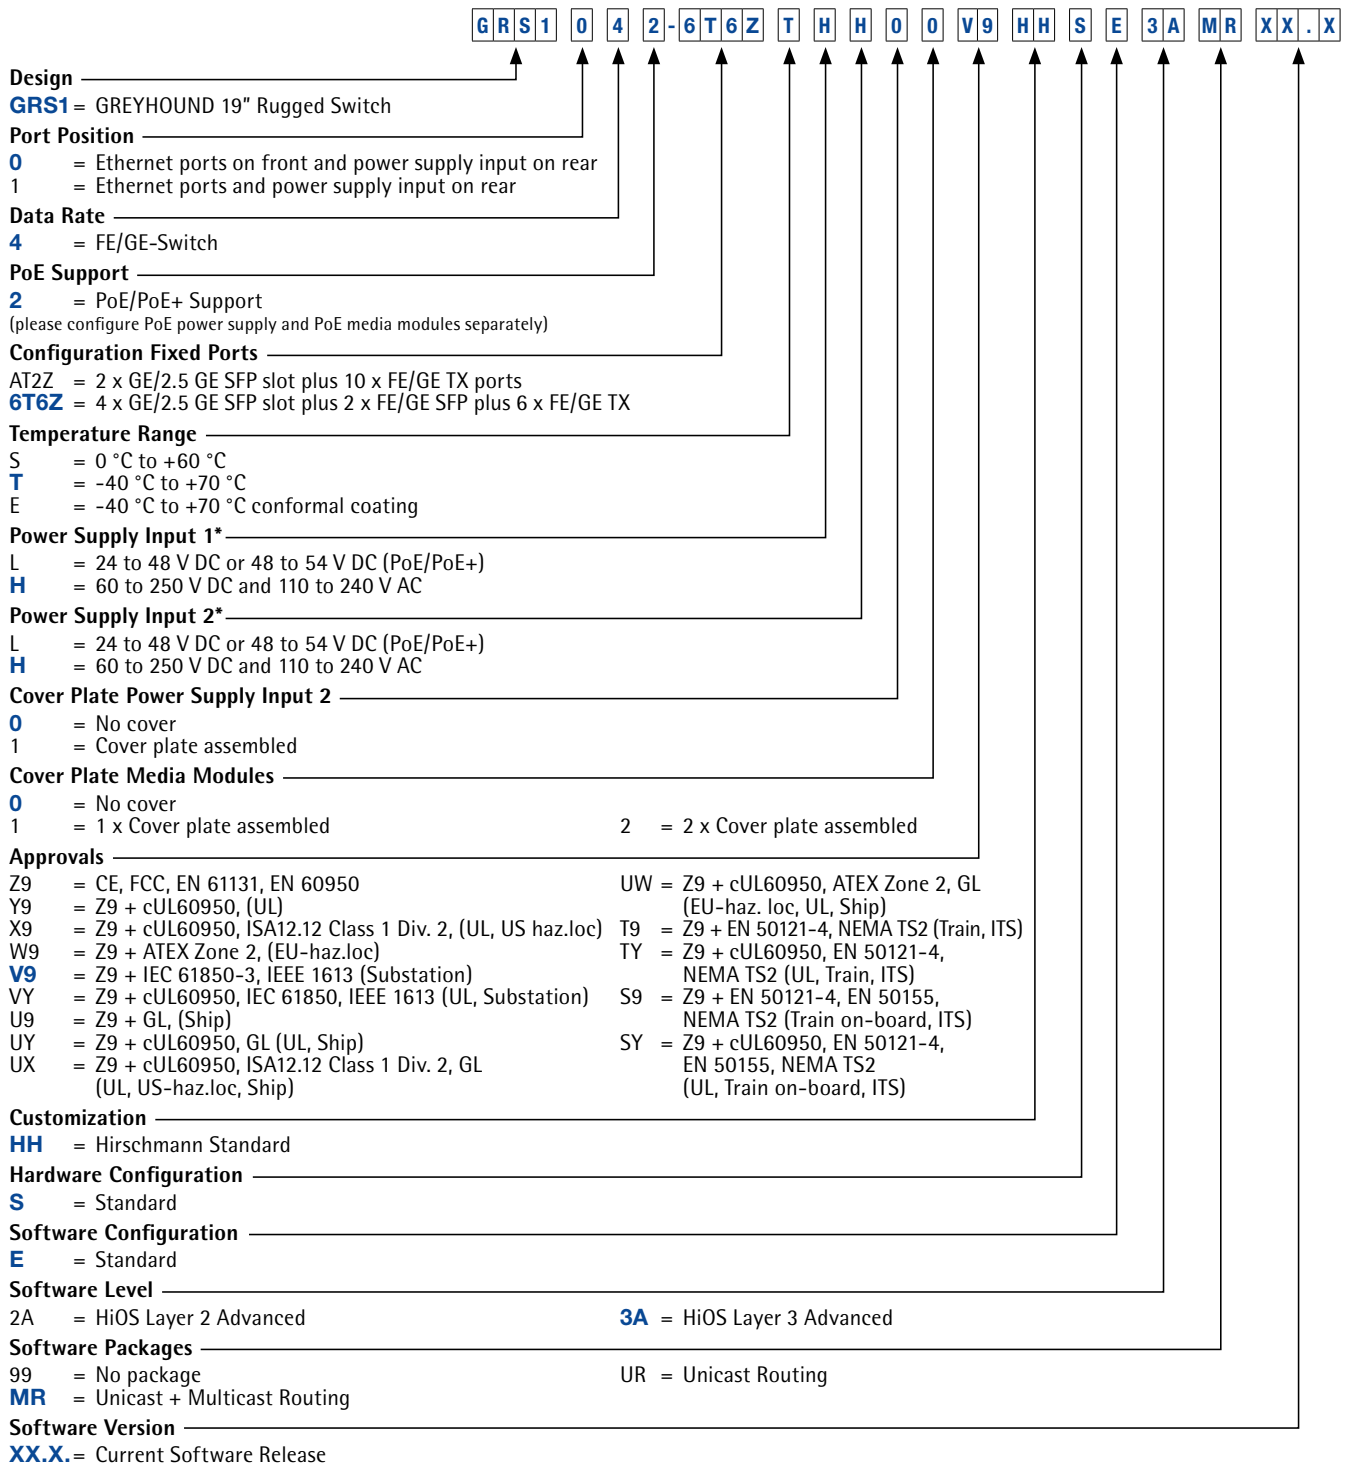 GRS1 0 4 2-6T6Z T H H 0 0 V9 HH S E 3A MR XX.X
Design
GRS1 = GREYHOUND 19" Rugged Switch
Port Position
0 = Ethernet ports on front and power supply input on rear
1 = Ethernet ports and power supply input on rear
Data Rate
4 = FE/GE-Switch
PoE Support
2 = PoE/PoE+ Support
(please configure PoE power supply and PoE media modules separately)
Configuration Fixed Ports
AT2Z = 2 x GE/2.5 GE SFP slot plus 10 x FE/GE TX ports
6T6Z = 4 x GE/2.5 GE SFP slot plus 2 x FE/GE SFP plus 6 x FE/GE TX
Temperature Range
S = 0 °C to +60 °C
T = -40 °C to +70 °C
E = -40 °C to +70 °C conformal coating
Power Supply Input 1*
L = 24 to 48 V DC or 48 to 54 V DC (PoE/PoE+)
H = 60 to 250 V DC and 110 to 240 V AC
Power Supply Input 2*
L = 24 to 48 V DC or 48 to 54 V DC (PoE/PoE+)
H = 60 to 250 V DC and 110 to 240 V AC
Cover Plate Power Supply Input 2
0 = No cover
1 = Cover plate assembled
Cover Plate Media Modules
0 = No cover
1 = 1 x Cover plate assembled
2 = 2 x Cover plate assembled
Approvals
Z9 = CE, FCC, EN 61131, EN 60950
Y9 = Z9 + cUL60950, (UL)
X9 = Z9 + cUL60950, ISA12.12 Class 1 Div. 2, (UL, US haz.loc)
W9 = Z9 + ATEX Zone 2, (EU-haz.loc)
V9 = Z9 + IEC 61850-3, IEEE 1613 (Substation)
VY = Z9 + cUL60950, IEC 61850, IEEE 1613 (UL, Substation)
U9 = Z9 + GL, (Ship)
UY = Z9 + cUL60950, GL (UL, Ship)
UX = Z9 + cUL60950, ISA12.12 Class 1 Div. 2, GL
(UL, US-haz.loc, Ship)
UW = Z9 + cUL60950, ATEX Zone 2, GL
(EU-haz. loc, UL, Ship)
T9 = Z9 + EN 50121-4, NEMA TS2 (Train, ITS)
TY = Z9 + cUL60950, EN 50121-4,
NEMA TS2 (UL, Train, ITS)
S9 = Z9 + EN 50121-4, EN 50155,
NEMA TS2 (Train on-board, ITS)
SY = Z9 + cUL60950, EN 50121-4,
EN 50155, NEMA TS2
(UL, Train on-board, ITS)
Customization
HH = Hirschmann Standard
Hardware Configuration
S = Standard
Software Configuration
E = Standard
Software Level
2A = HiOS Layer 2 Advanced
3A = HiOS Layer 3 Advanced
Software Packages
99 = No package
UR = Unicast Routing
MR = Unicast + Multicast Routing
Software Version
XX.X. = Current Software Release